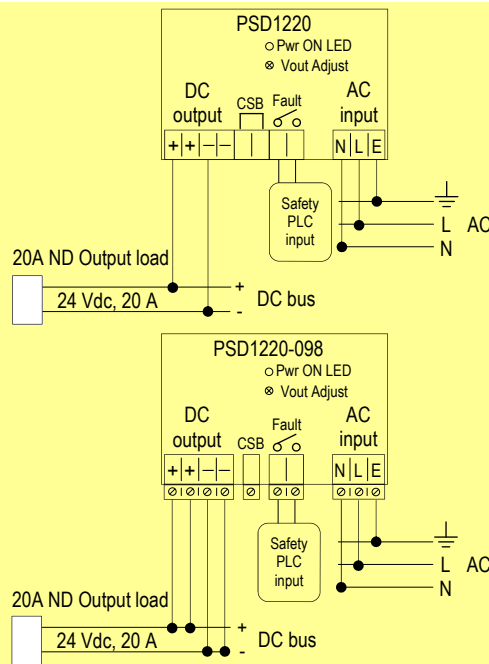 PSD1220
Pwr ON LED
Vout Adjust
DC
output
CSB
Fault
AC
input
+ + — —
N L E
Safety
PLC
input
L AC
N
20A ND Output load
24 Vdc, 20 A
+
-
DC bus
PSD1220-098
Pwr ON LED
Vout Adjust
DC
output
CSB
Fault
AC
input
+ + — —
N L E
Safety
PLC
input
L AC
N
20A ND Output load
24 Vdc, 20 A
+
-
DC bus